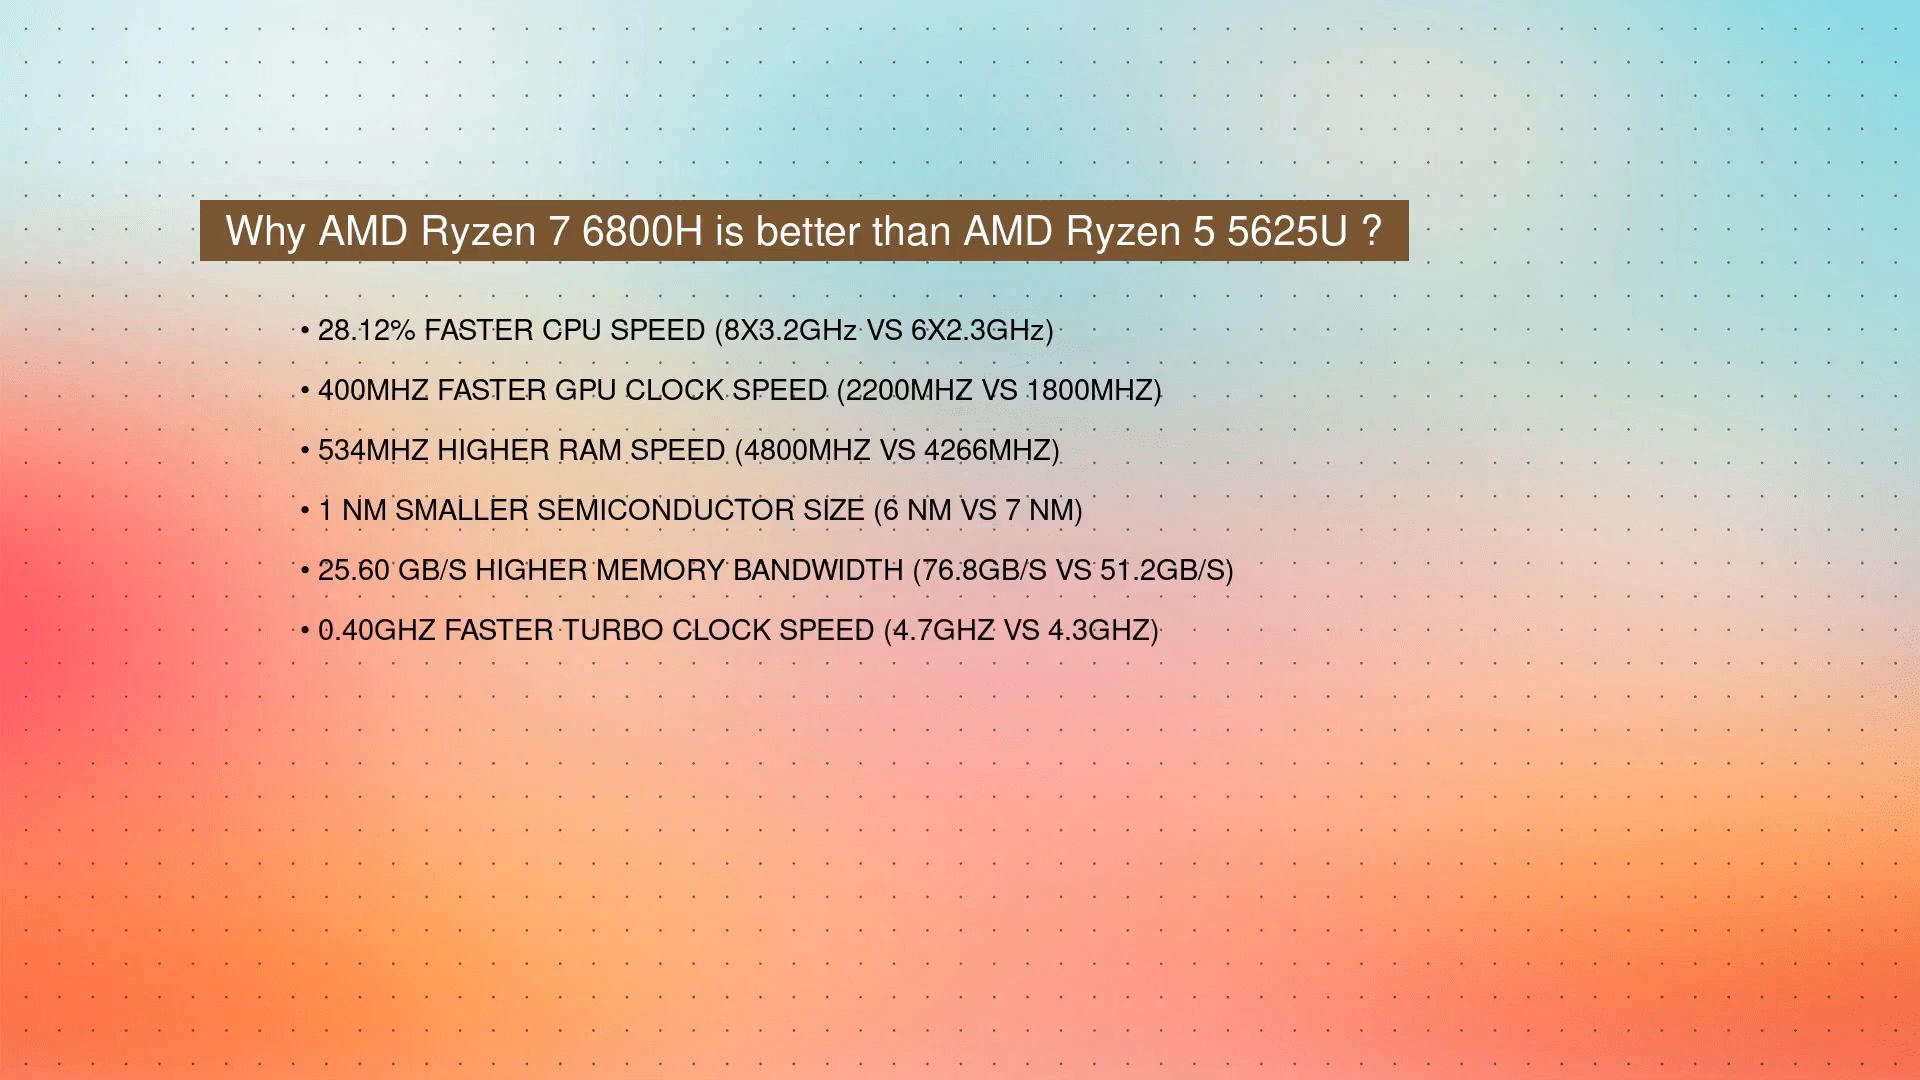 Why AMD Ryzen 7 6800H is better than AMD Ryzen 5 5625U ?
• 28.12% FASTER CPU SPEED (8X3.2GHz VS 6X2.3GHz)
• 400MHZ FASTER GPU CLOCK SPEED (2200MHZ VS 1800MHZ)
• 534MHZ HIGHER RAM SPEED (4800MHZ VS 4266MHZ)
• 1 NM SMALLER SEMICONDUCTOR SIZE (6 NM VS 7 NM)
• 25.60 GB/S HIGHER MEMORY BANDWIDTH (76.8GB/S VS 51.2GB/S)
• 0.40GHZ FASTER TURBO CLOCK SPEED (4.7GHZ VS 4.3GHZ)